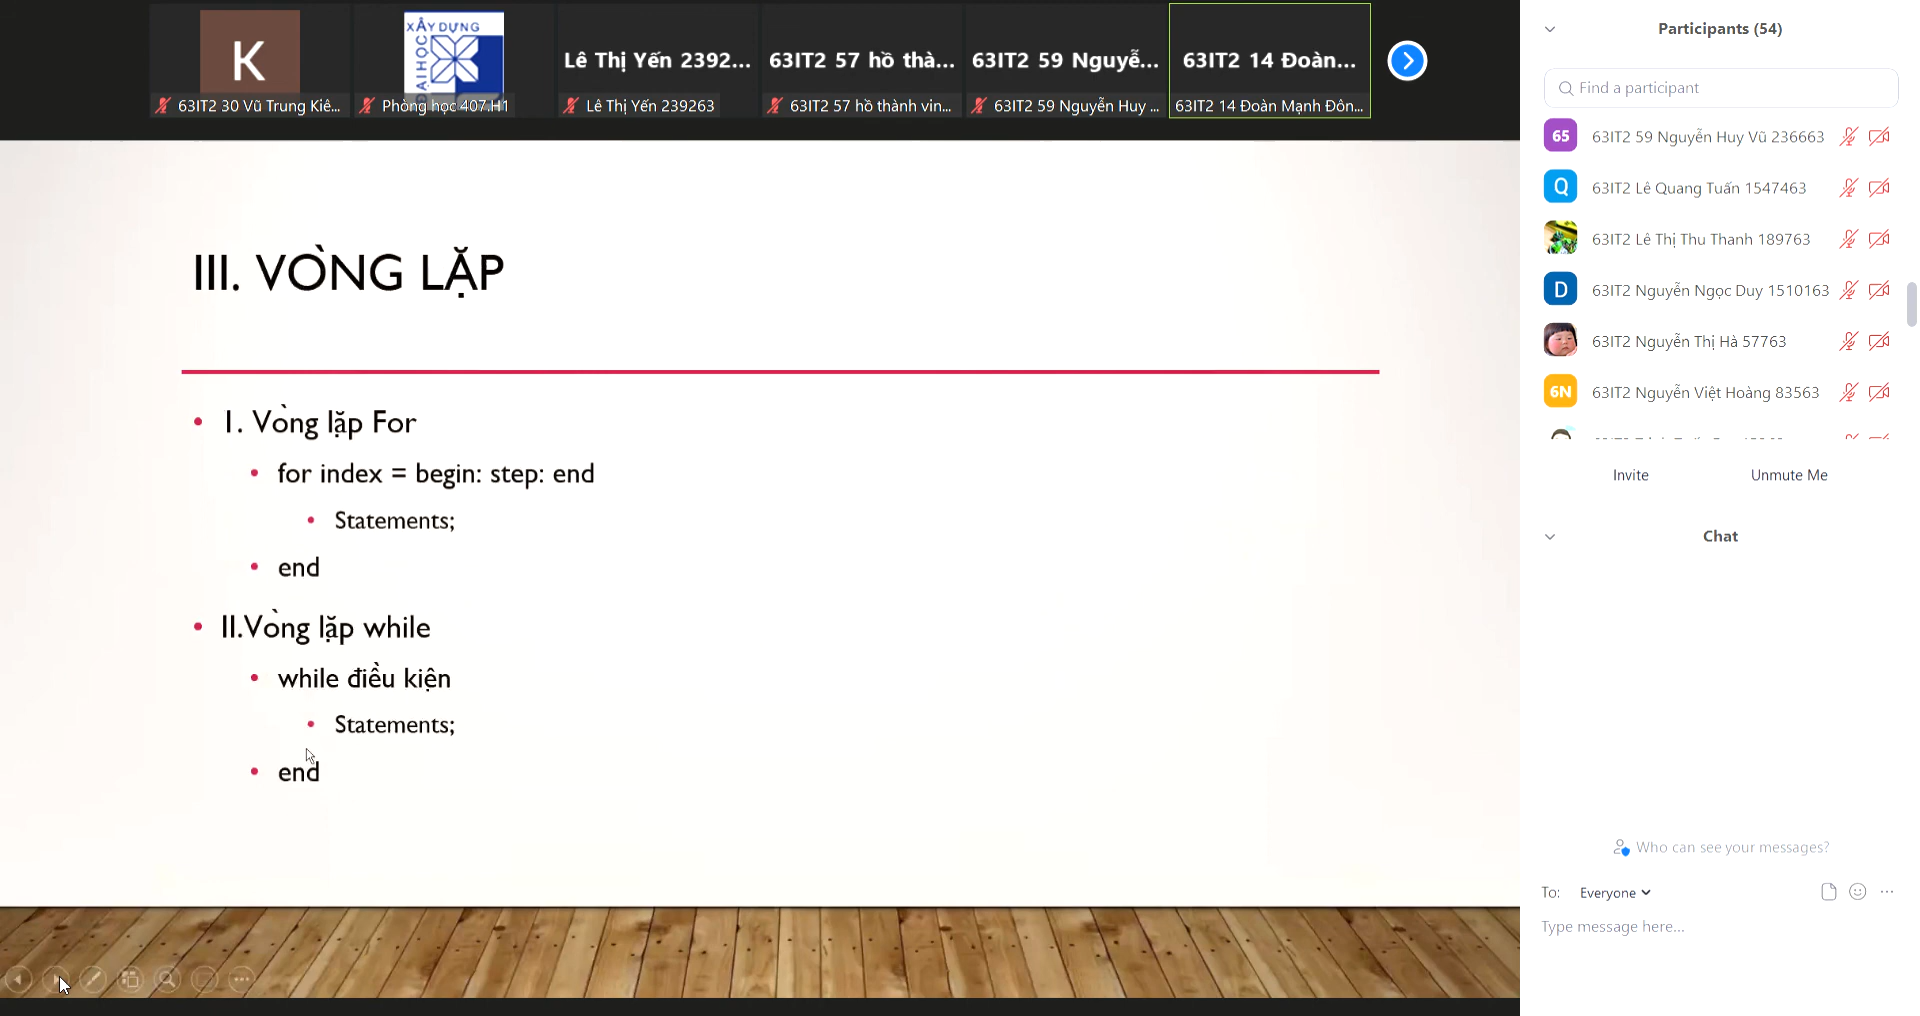 K
XÂY DỰNG
ĐẠI HỌC
Lê Thị Yến 2392...
63IT2 57 hồ thà...
63IT2 59 Nguyễ...
63IT2 14 Đoàn...
63IT2 30 Vũ Trung Kiê...
Phòng học 407.H1
Lê Thị Yến 239263
63IT2 57 hồ thành vin...
63IT2 59 Nguyễn Huy ...
63IT2 14 Đoàn Mạnh Đôn...
III. VÒNG LẶP
• I. Vòng lặp For
• for index = begin: step: end
• Statements;
• end
• II.Vòng lặp while
• while điều kiện
• Statements;
• end
Participants (54)
Find a participant
65 63IT2 59 Nguyễn Huy Vũ 236663
Q 63IT2 Lê Quang Tuấn 1547463
63IT2 Lê Thị Thu Thanh 189763
D 63IT2 Nguyễn Ngọc Duy 1510163
63IT2 Nguyễn Thị Hà 57763
6N 63IT2 Nguyễn Việt Hoàng 83563
Invite
Unmute Me
Chat
Who can see your messages?
To: Everyone
Type message here...